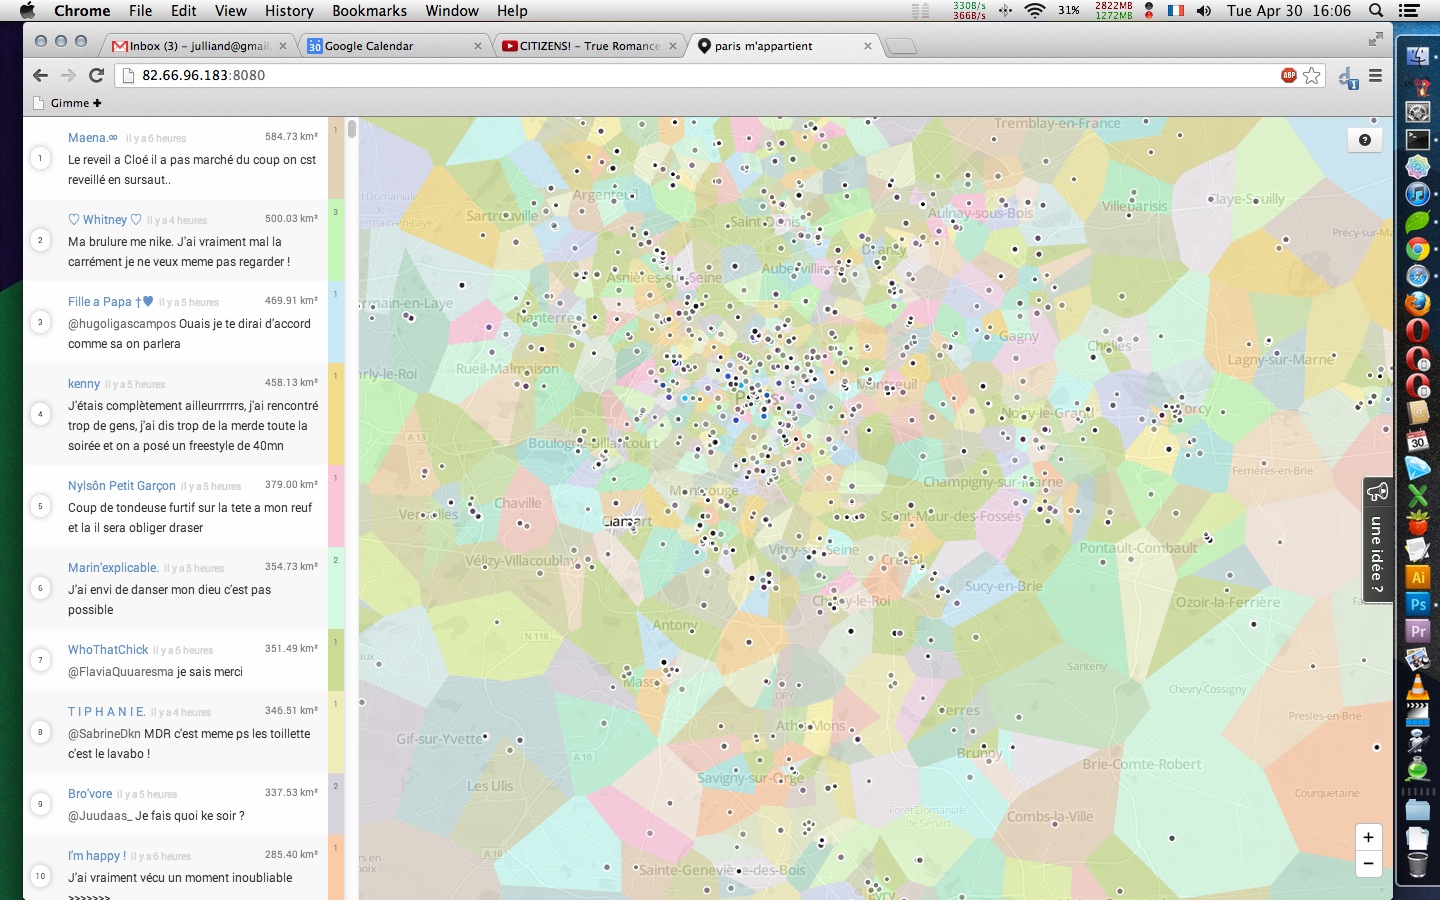 Chrome File Edit View History Bookmarks Window Help
330B/s
366B/s
31%
2822MB
1272MB
Tue Apr 30 16:06
Inbox (3) – julliand@gmail.
30 Google Calendar
CITIZENS! – True Romance
paris m'appartient
82.66.96.183:8080
ABP
Gimme ✚
1 Maena.∞ il y a 6 heures 584.73 km² 1
Le reveil a Cloé il a pas marché du coup on cst
reveillé en sursaut..
2 ♡ Whitney ♡ il y a 4 heures 500.03 km² 3
Ma brulure me nike. J'ai vraiment mal la
carrément je ne veux meme pas regarder !
3 Fille a Papa †♥ il y a 5 heures 469.91 km² 1
@hugoligascampos Ouais je te dirai d'accord
comme sa on parlera
4 kenny il y a 5 heures 458.13 km² 1
J'étais complètement ailleurrrrrrs, j'ai rencontré
trop de gens, j'ai dis trop de la merde toute la
soirée et on a posé un freestyle de 40mn
5 Nylsôn Petit Garçon il y a 5 heures 379.00 km² 1
Coup de tondeuse furtif sur la tete a mon reuf
et la il sera obliger draser
6 Marin'explicable. il y a 5 heures 354.73 km² 2
J'ai envi de danser mon dieu c'est pas
possible
7 WhoThatChick il y a 6 heures 351.49 km² 1
@FlaviaQuuaresma je sais merci
8 T I P H A N I E. il y a 4 heures 346.51 km² 1
@SabrineDkn MDR c'est meme ps les toillette
c'est le lavabo !
9 Bro'vore il y a 5 heures 337.53 km² 2
@Juudaas_ Je fais quoi ke soir ?
10 I'm happy ! il y a 6 heures 285.40 km² 1
J'ai vraiment vécu un moment inoubliable
>>>>>>>
Tremblay-en-France
?
Argenteuil
Sartrouville
Saint-Denis
Aulnay-sous-Bois
Villeparisis
Claye-Souilly
Drancy
Asnières-sur-Seine
Aubervilliers
Nanterre
Gagny
Chelles
Rueil-Malmaison
Lagny-sur-Marne
Montreuil
Paris
Noisy-le-Grand
Torcy
A 13
Boulogne-Billancourt
Ferrières-en-Brie
Champigny-sur-Marne
Montrouge
Chaville
Versailles
Clamart
Saint-Maur-des-Fossés
une idée ?
Vitry-sur-Seine
Pontault-Combault
Vélizy-Villacoublay
Créteil
Sucy-en-Brie
Choisy-le-Roi
Ozoir-la-Ferrière
Antony
N 118
Santeny
Massy
ORY
Chevry-Cossigny
Yerres
Presles-en-Brie
Athis-Mons
Gif-sur-Yvette
A 10
Brunoy
Brie-Comte-Robert
Savigny-sur-Orge
Les Ulis
Courquetaine
Forêt Domaniale
de Sénart
Combs-la-Ville
+
−
A 10
Sainte-Geneviève-des-Bois
Evry
30
Ai
Ps
Pr